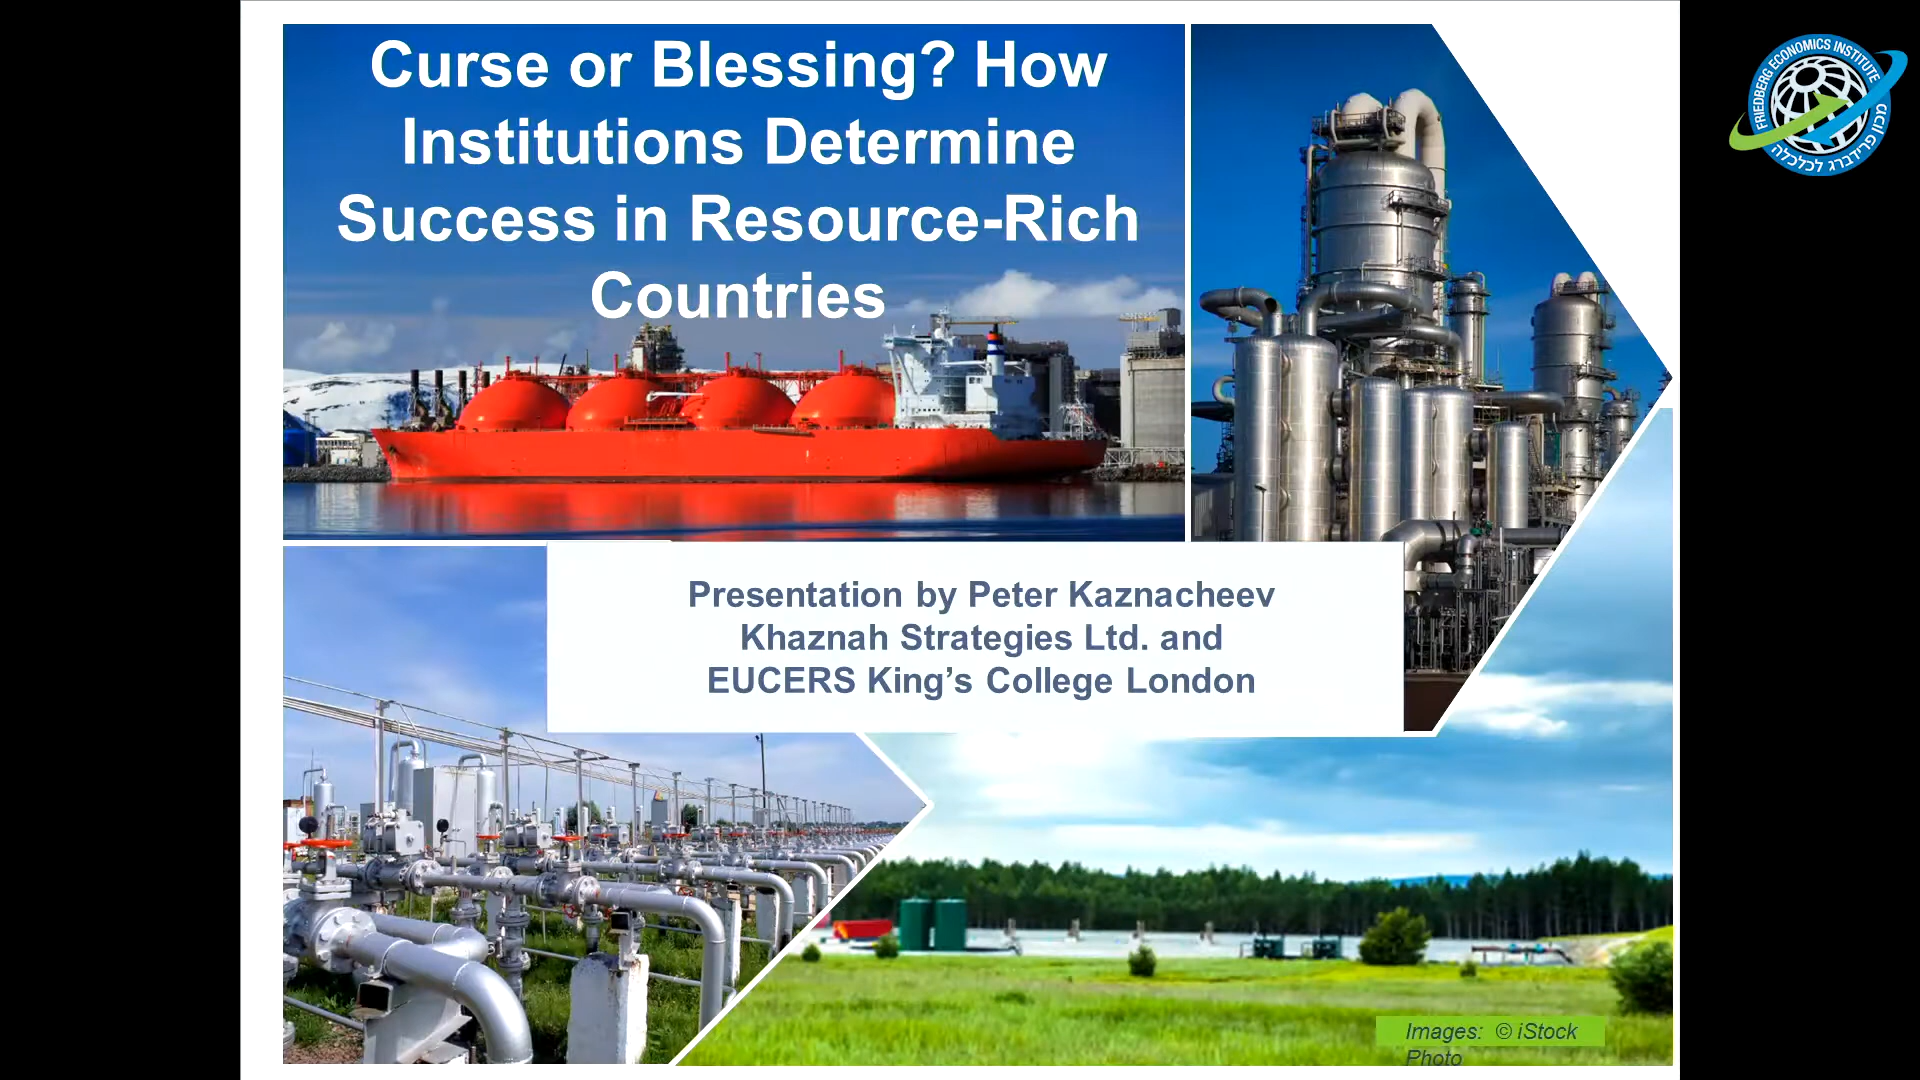 Curse or Blessing? How
Institutions Determine
Success in Resource-Rich
Countries
FRIEDBERG ECONOMICS INSTITUTE
מכון פרידברג לכלכלה
Presentation by Peter Kaznacheev
Khaznah Strategies Ltd. and
EUCERS King’s College London
Images: © iStock
Photo